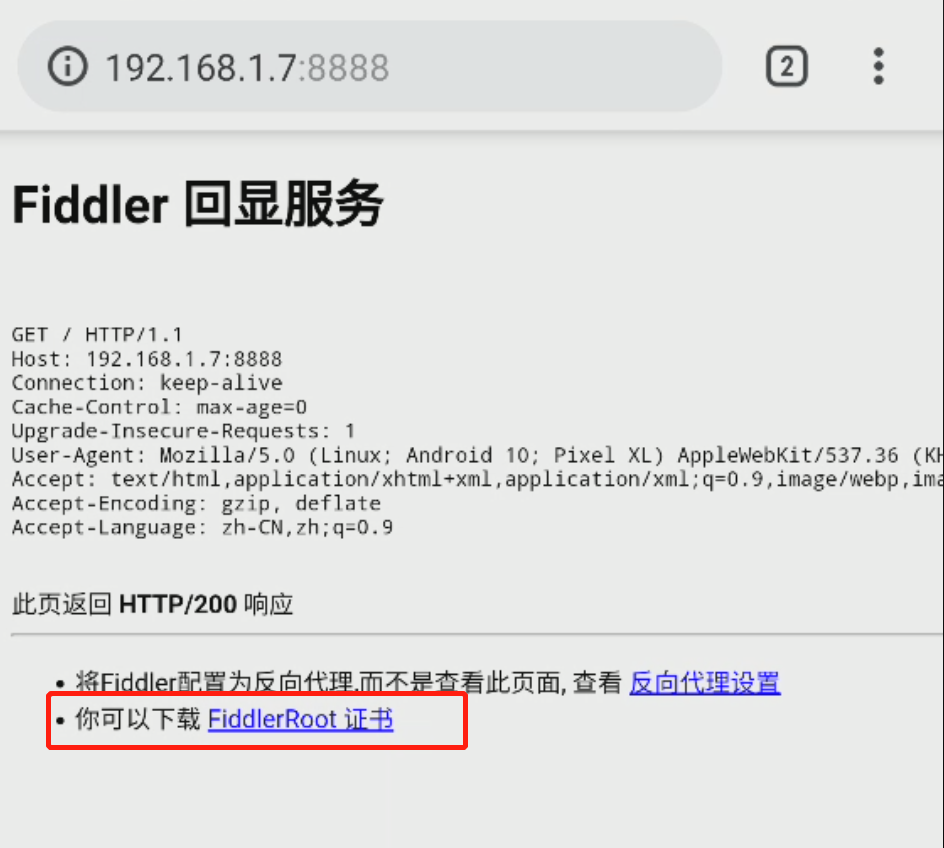 192.168.1.7:8888
2
Fiddler 回显服务
GET / HTTP/1.1
Host: 192.168.1.7:8888
Connection: keep-alive
Cache-Control: max-age=0
Upgrade-Insecure-Requests: 1
User-Agent: Mozilla/5.0 (Linux; Android 10; Pixel XL) AppleWebKit/537.36 (KH
Accept: text/html,application/xhtml+xml,application/xml;q=0.9,image/webp,ima
Accept-Encoding: gzip, deflate
Accept-Language: zh-CN,zh;q=0.9
此页返回 HTTP/200 响应
• 将Fiddler配置为反向代理.而不是查看此页面, 查看 反向代理设置
• 你可以下载 FiddlerRoot 证书